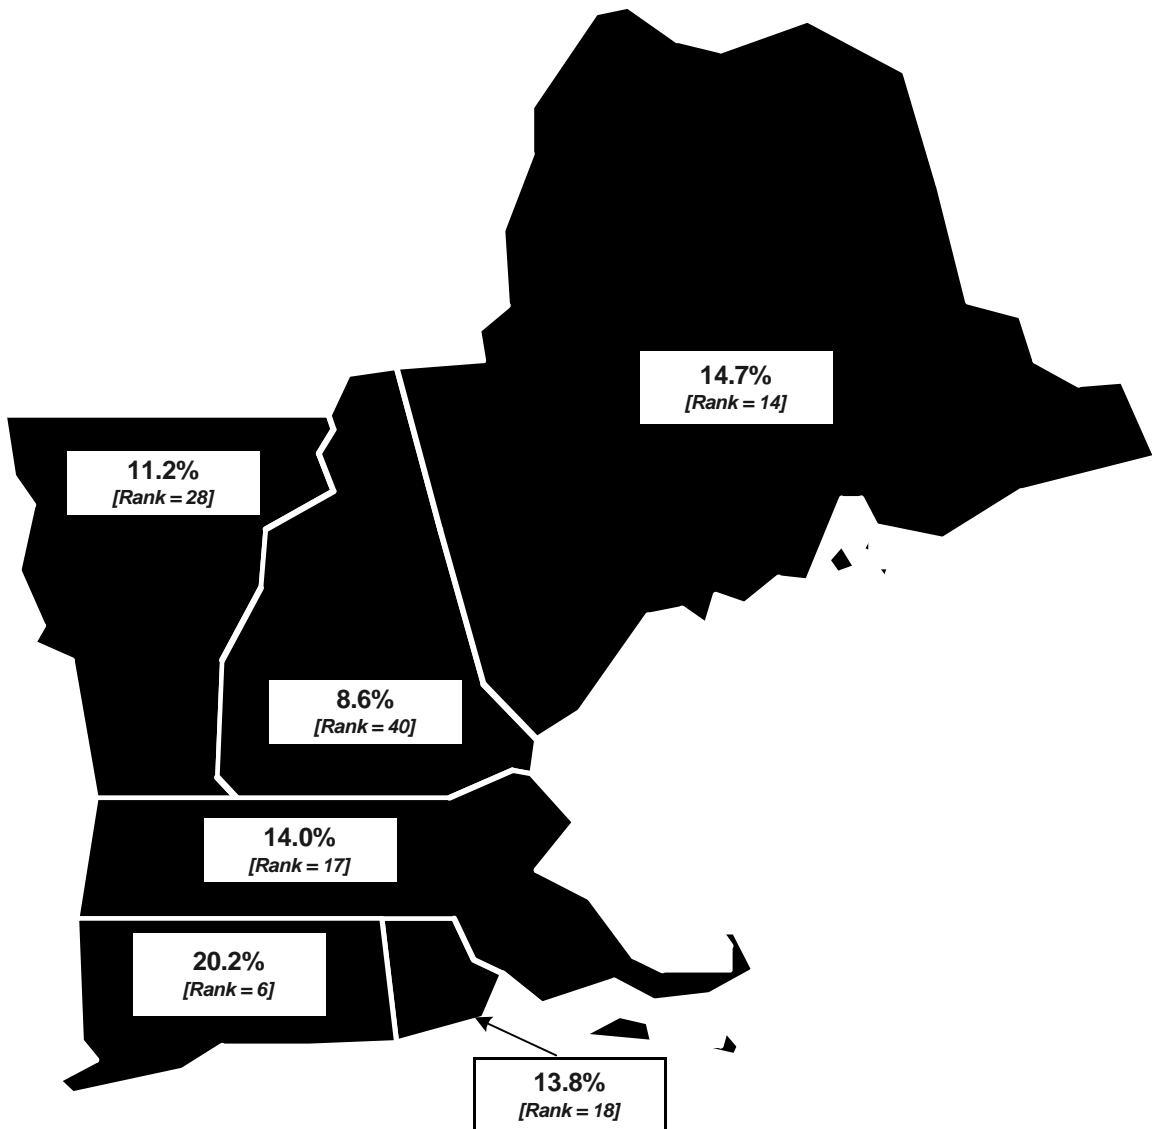 14.7%
[Rank = 14]
11.2%
[Rank = 28]
8.6%
[Rank = 40]
14.0%
[Rank = 17]
20.2%
[Rank = 6]
13.8%
[Rank = 18]